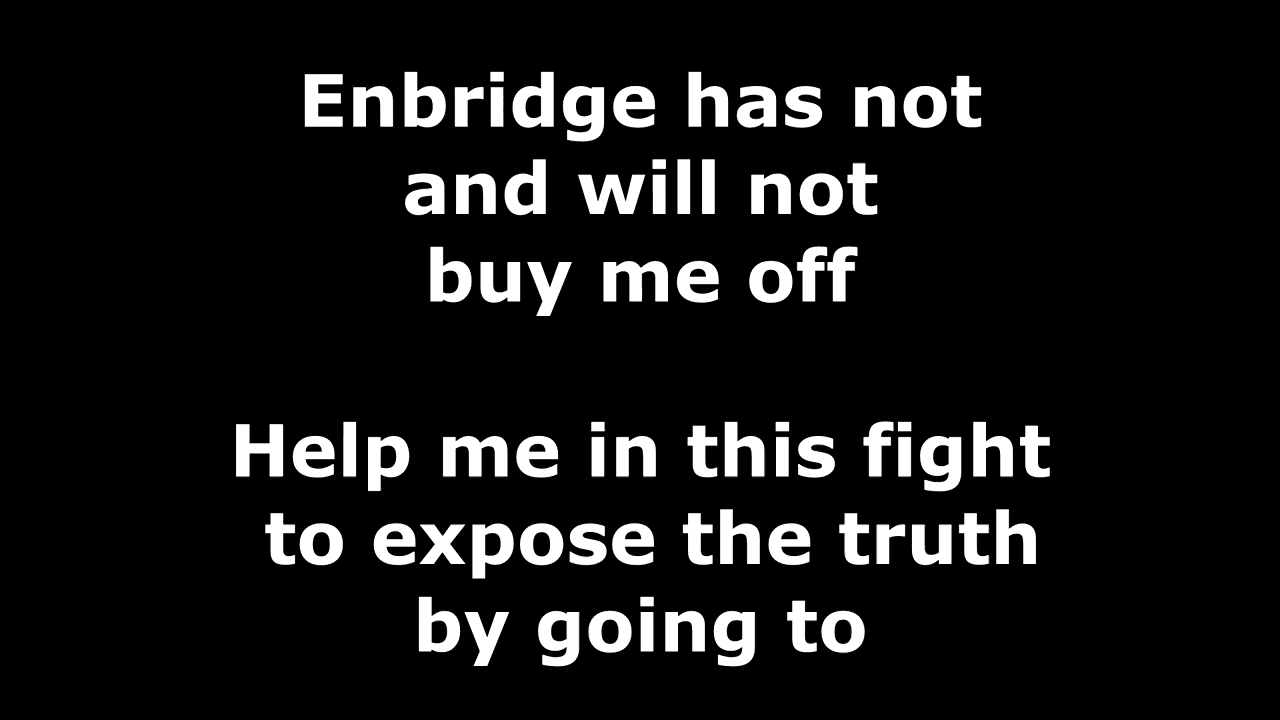 Enbridge has not
and will not
buy me off
Help me in this fight
to expose the truth
by going to